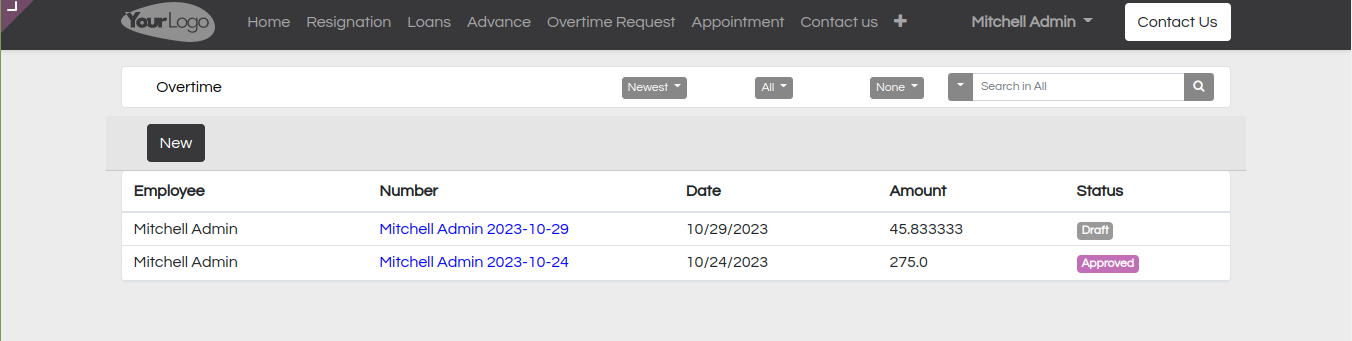 YourLogo Home Resignation Loans Advance Overtime Request Appointment Contact us + Mitchell Admin Contact Us
Overtime Newest All None Search in All
New
Employee Number Date Amount Status
Mitchell Admin Mitchell Admin 2023-10-29 10/29/2023 45.833333 Draft
Mitchell Admin Mitchell Admin 2023-10-24 10/24/2023 275.0 Approved